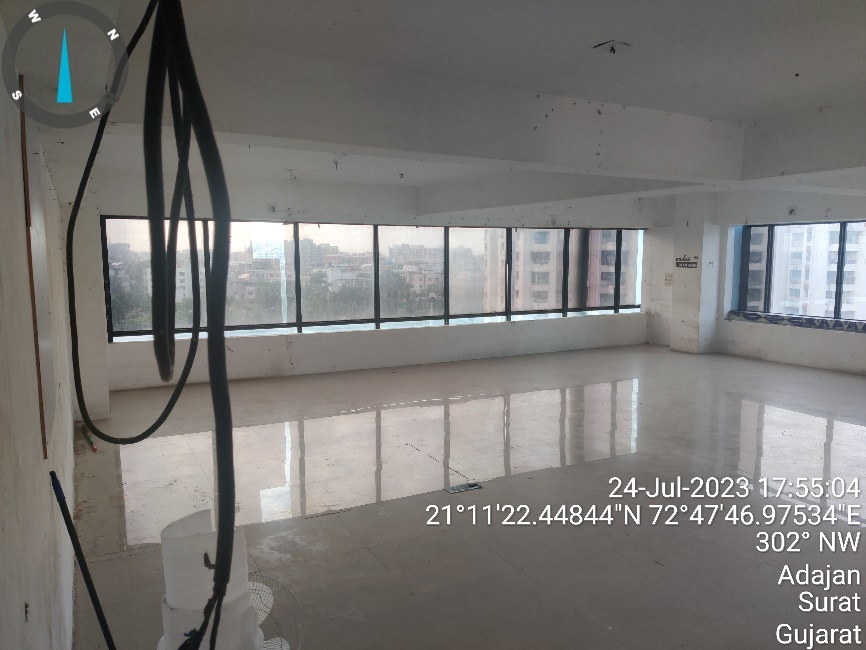 W
N
S
E
24-Jul-2023 17:55:04
21°11'22.44844"N 72°47'46.97534"E
302° NW
Adajan
Surat
Gujarat